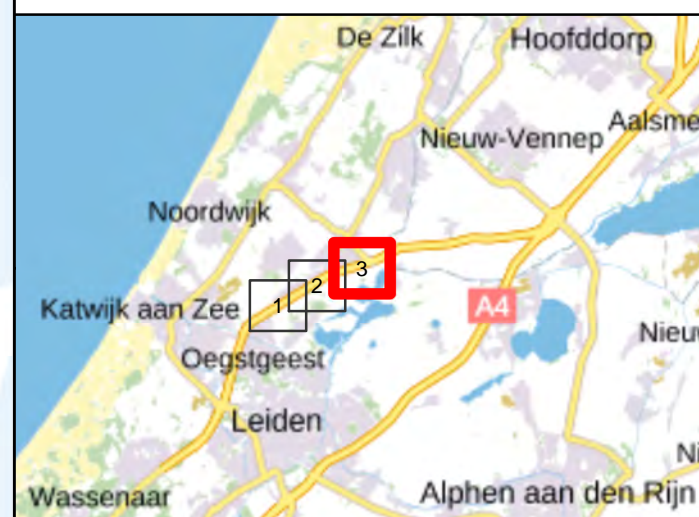 De Zilk
Hoofddorp
Aalsme
Nieuw-Vennep
Noordwijk
3
2
1
Katwijk aan Zee
A4
Nieuw
Oegstgeest
Leiden
Ni
Wassenaar
Alphen aan den Rijn